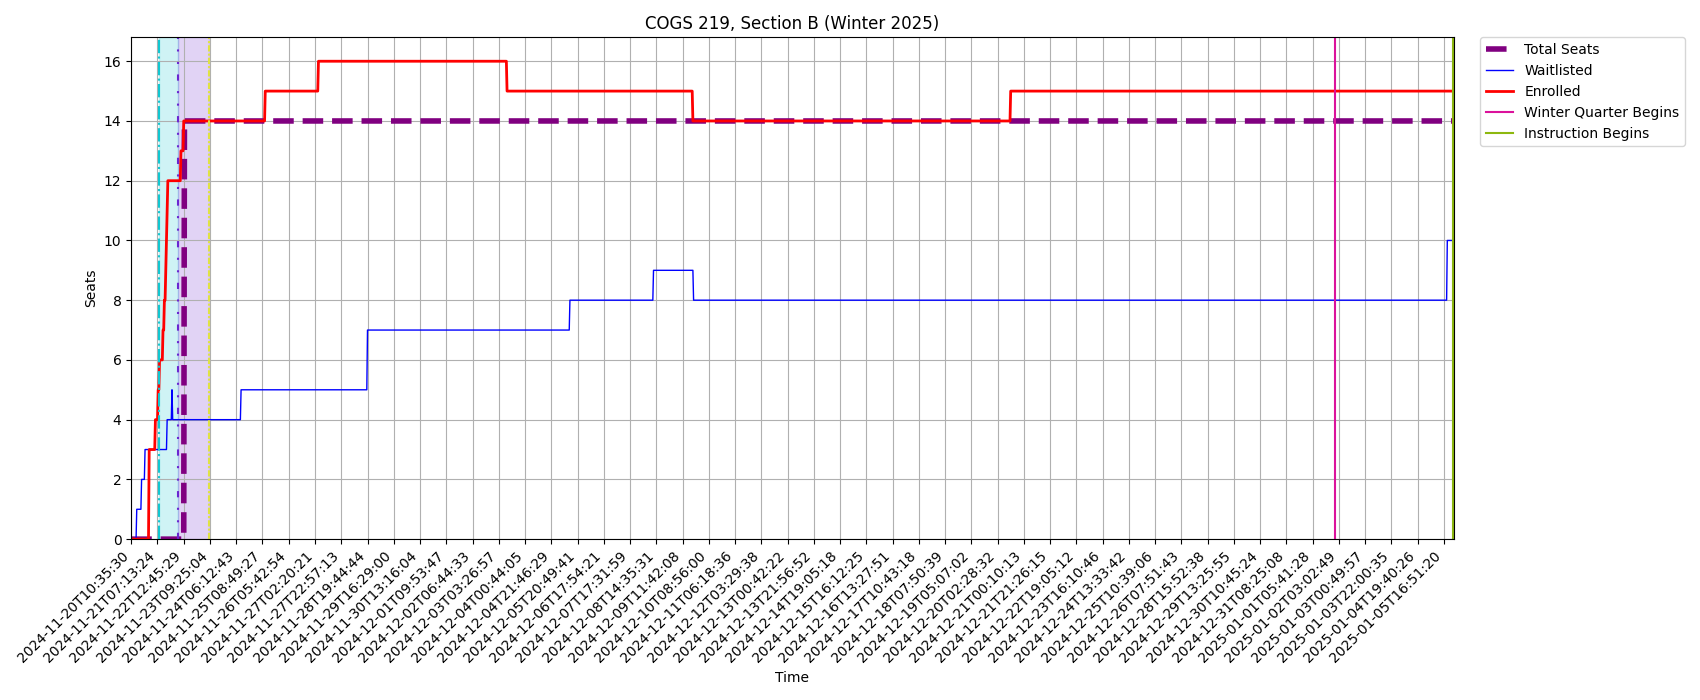 COGS 219, Section B (Winter 2025)
Total Seats
Waitlisted
Enrolled
Winter Quarter Begins
Instruction Begins
Seats
16
14
12
10
8
6
4
2
0
2024-11-20T10:35:30
2024-11-21T07:13:24
2024-11-22T12:45:29
2024-11-23T09:25:04
2024-11-24T06:12:43
2024-11-25T08:49:27
2024-11-26T05:42:54
2024-11-27T02:20:21
2024-11-27T22:57:13
2024-11-28T19:44:44
2024-11-29T16:29:00
2024-11-30T13:16:04
2024-12-01T09:53:47
2024-12-02T06:44:33
2024-12-03T03:26:57
2024-12-04T00:44:05
2024-12-04T21:46:29
2024-12-05T20:49:41
2024-12-06T17:54:21
2024-12-07T17:31:59
2024-12-08T14:35:31
2024-12-09T11:42:08
2024-12-10T08:56:00
2024-12-11T06:18:36
2024-12-12T03:29:38
2024-12-13T00:42:22
2024-12-13T21:56:52
2024-12-14T19:05:18
2024-12-15T16:12:25
2024-12-16T13:27:51
2024-12-17T10:43:18
2024-12-18T07:50:39
2024-12-19T05:07:02
2024-12-20T02:28:32
2024-12-21T00:10:13
2024-12-21T21:26:15
2024-12-22T19:05:12
2024-12-23T16:10:46
2024-12-24T13:33:42
2024-12-25T10:39:06
2024-12-26T07:51:43
2024-12-28T15:52:38
2024-12-29T13:25:55
2024-12-30T10:45:24
2024-12-31T08:25:08
2025-01-01T05:41:28
2025-01-02T03:02:49
2025-01-03T00:49:57
2025-01-03T22:00:35
2025-01-04T19:40:26
2025-01-05T16:51:20
Time